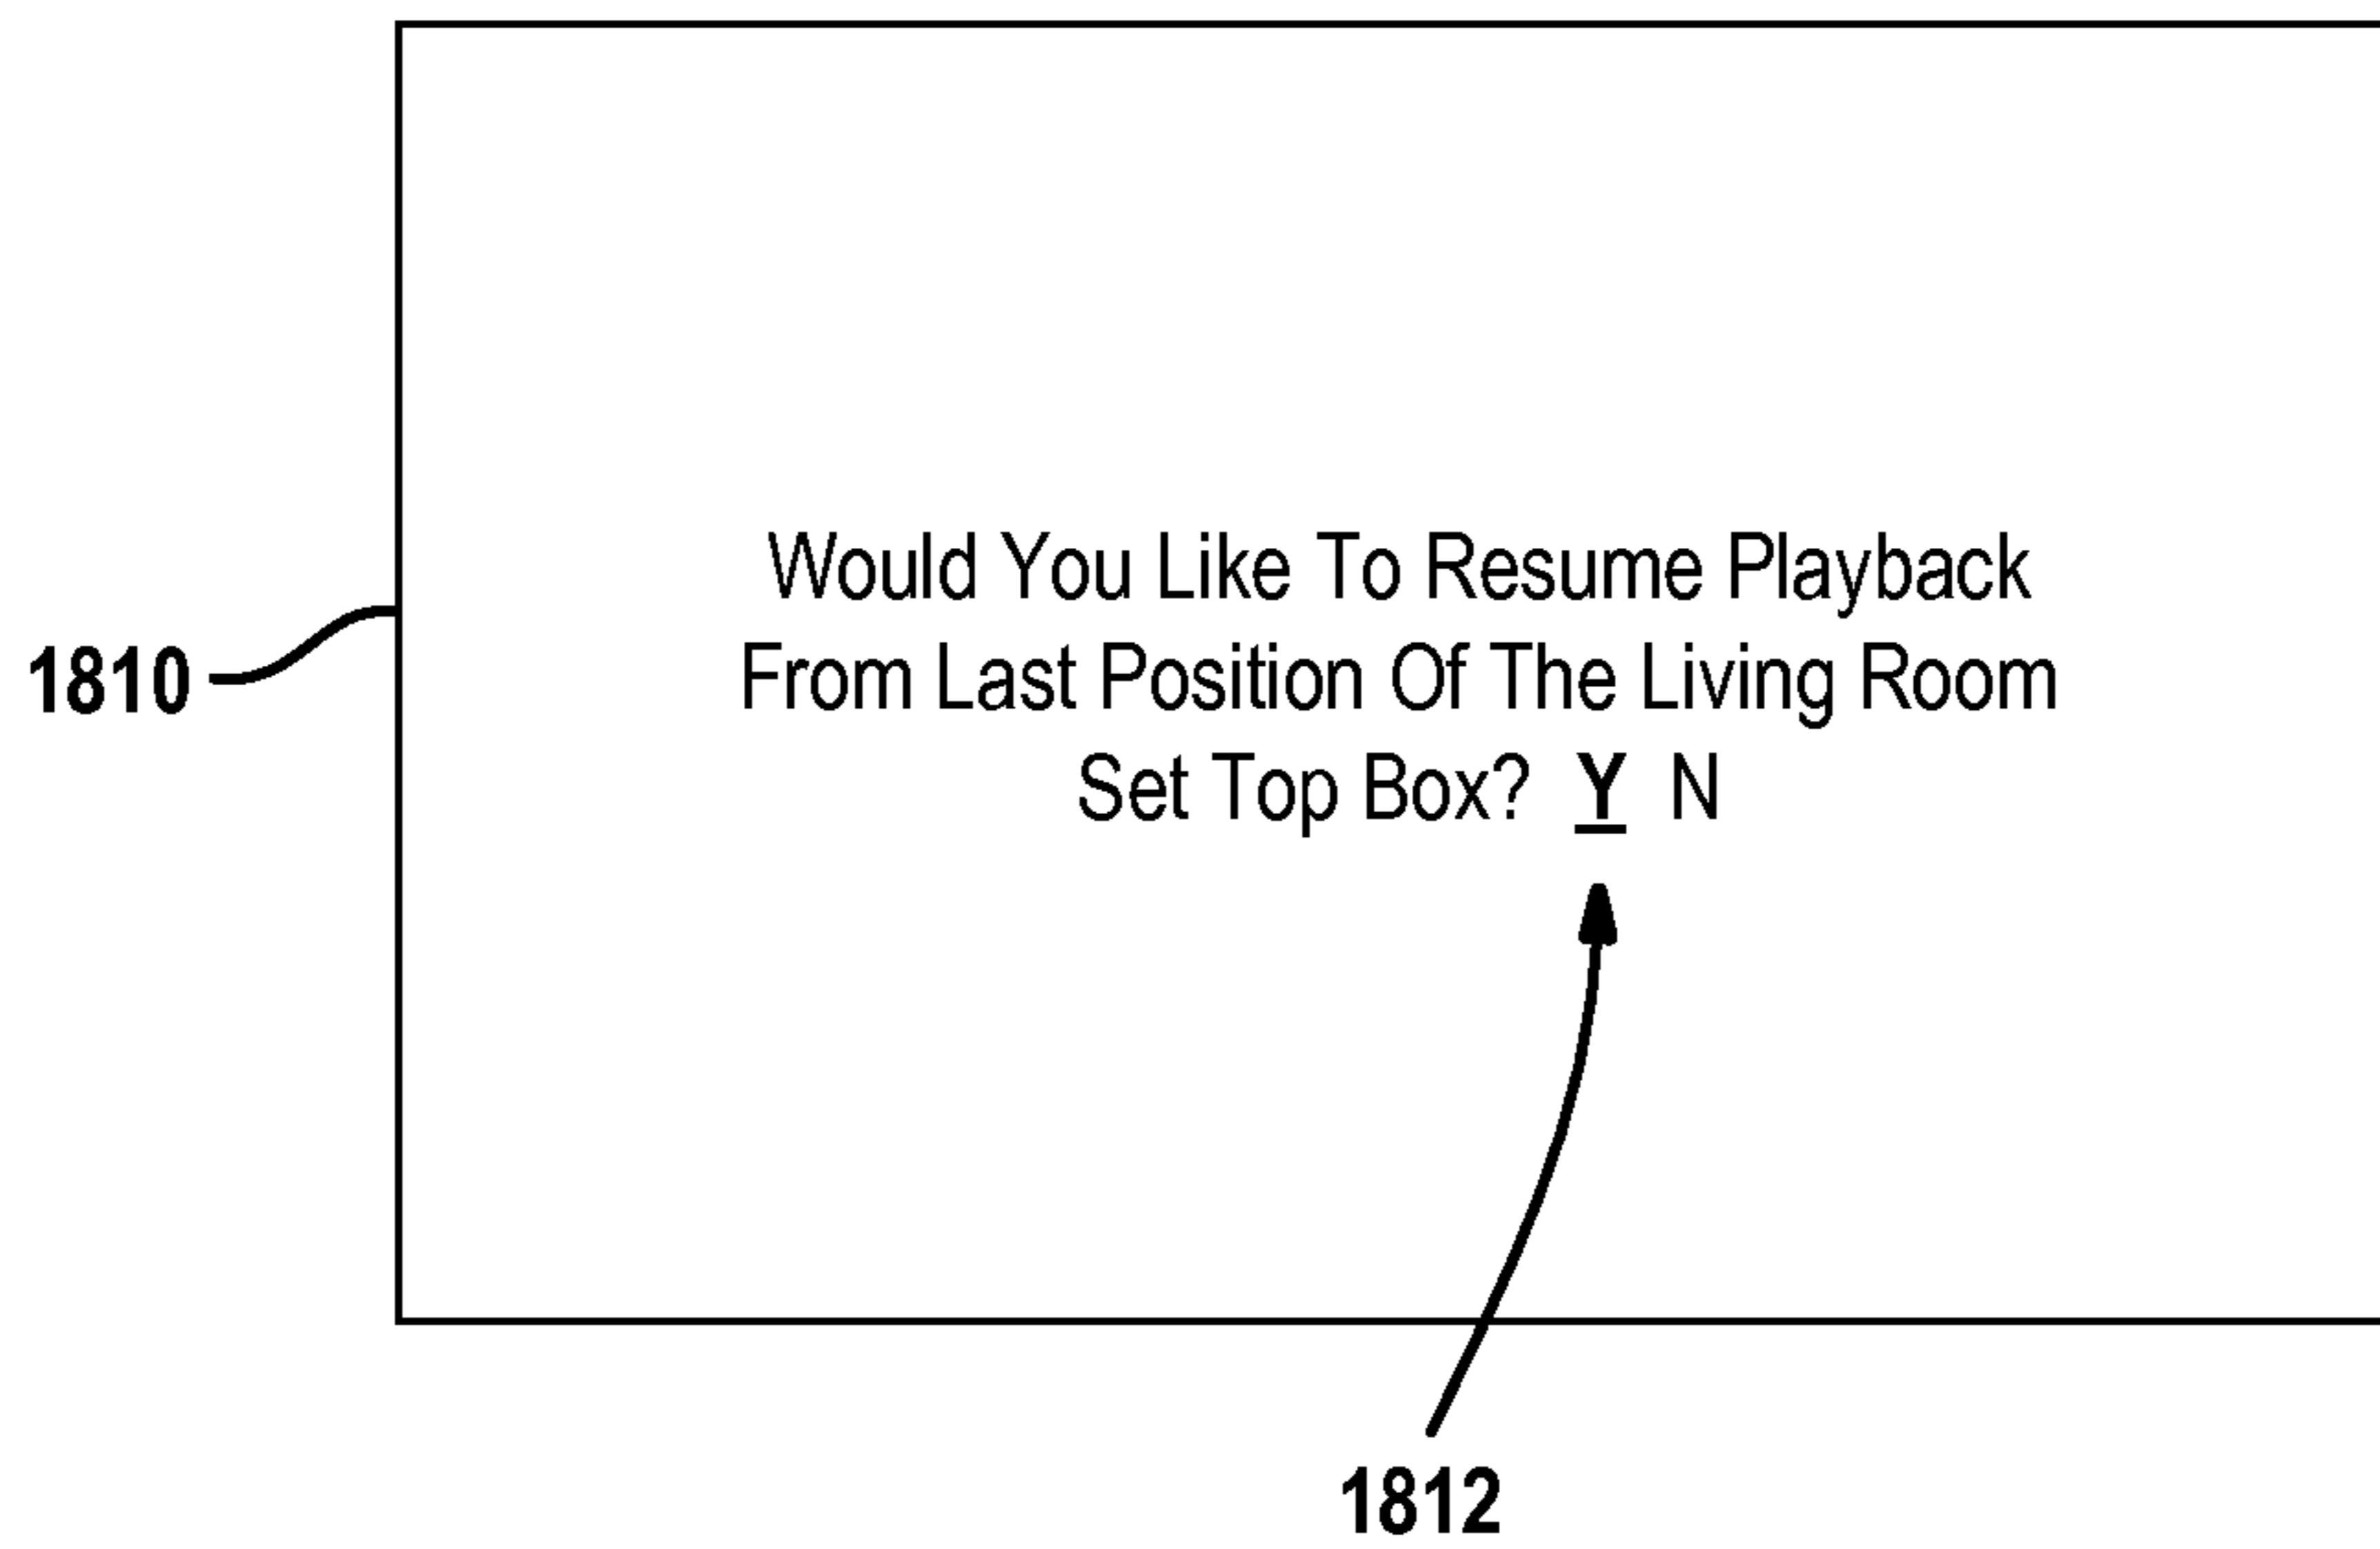 Would You Like To Resume Playback
From Last Position Of The Living Room
Set Top Box? Y N
1810
1812